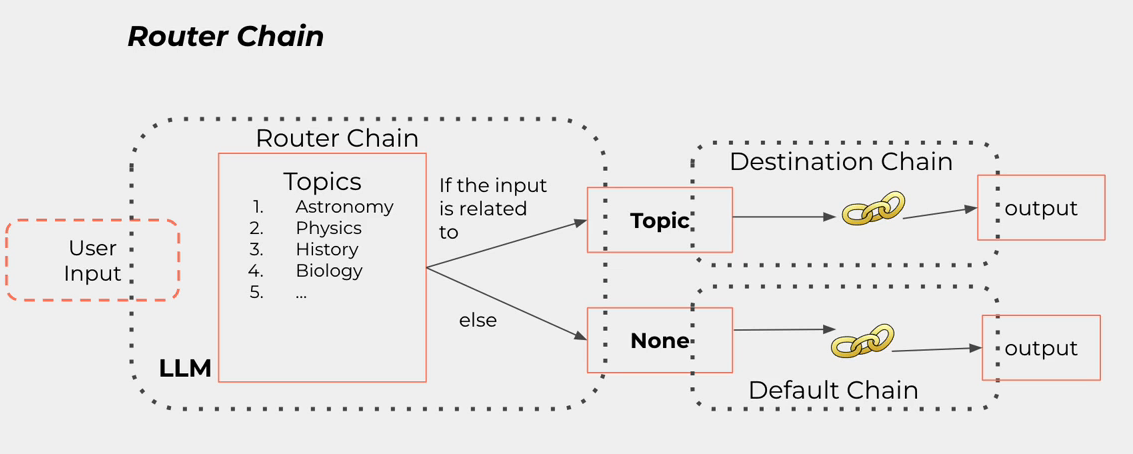 Router Chain
Router Chain
Topics
1. Astronomy
2. Physics
3. History
4. Biology
5. ...
If the input
is related
to
else
User
Input
LLM
Topic
None
Destination Chain
output
output
Default Chain